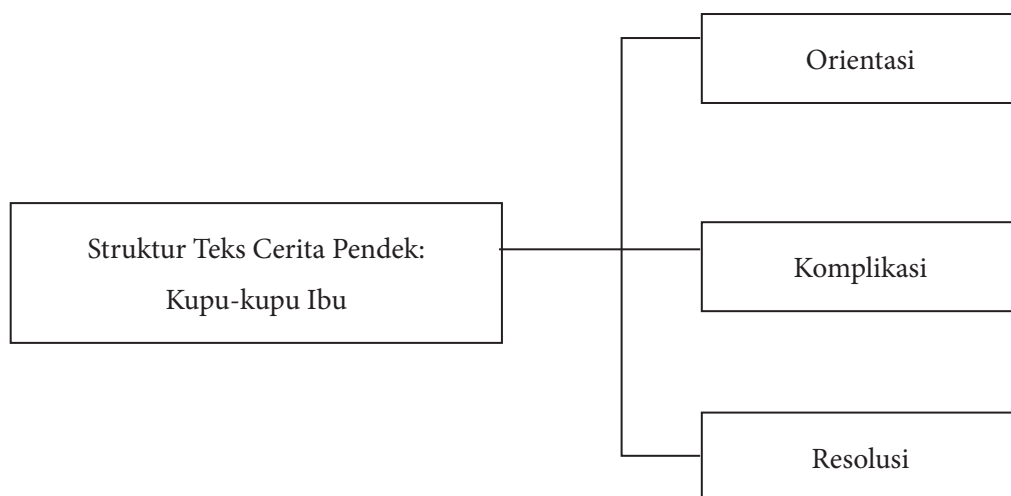 Orientasi
Struktur Teks Cerita Pendek:
Kupu-kupu Ibu
Komplikasi
Resolusi